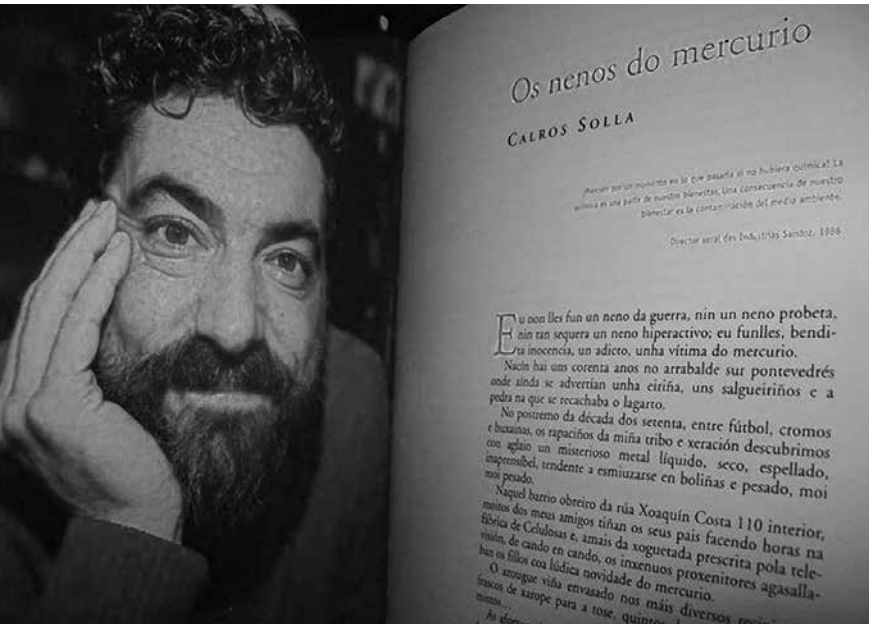 Os nenos do mercurio
CALROS SOLLA
¡Piensen por un momento en lo que pasaría si no hubiera química! La
química es una parte de nuestro bienestar. Una consecuencia de nuestro
bienestar es la contaminación del medio ambiente.
Director xeral das Industrias Sandoz, 1986
Eu non lles fun un neno da guerra, nin un neno probeta,
nin tan sequera un neno hiperactivo; eu funlles, bendi-
ta inocencia, un adicto, unha vítima do mercurio.
Nacín hai uns corenta anos no arrabalde sur pontevedrés
onde aínda se advertían unha eiriña, uns salgueiriños e a
pedra na que se recachaba o lagarto.
No postremo da década dos setenta, entre fútbol, cromos
e buxainas, os rapaciños da miña tribo e xeración descubrimos
con aglaio un misterioso metal líquido, seco, espellado,
inaprensíbel, tendente a esmiuzarse en boliñas e pesado, moi
moi pesado.
Naquel barrio obreiro da rúa Xoaquín Costa 110 interior,
moitos dos meus amigos tiñan os seus pais facendo horas na
fábrica de Celulosas e, amais da xoguetada prescrita pola tele-
visión, de cando en cando, os inxenuos proxenitores agasalla-
ban os fillos coa lúdica novidade do mercurio.
O azougue viña envasado nos máis diversos
frascos de xarope para a tose,